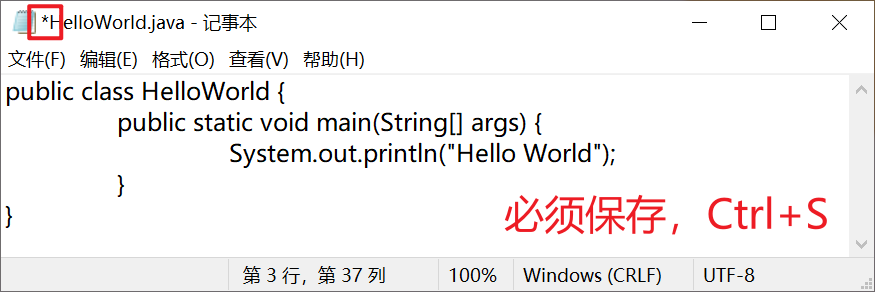 *HelloWorld.java - 记事本
文件(F) 编辑(E) 格式(O) 查看(V) 帮助(H)
public class HelloWorld {
public static void main(String[] args) {
System.out.println("Hello World");
}
}
必须保存，Ctrl+S
第 3 行，第 37 列 100% Windows (CRLF) UTF-8